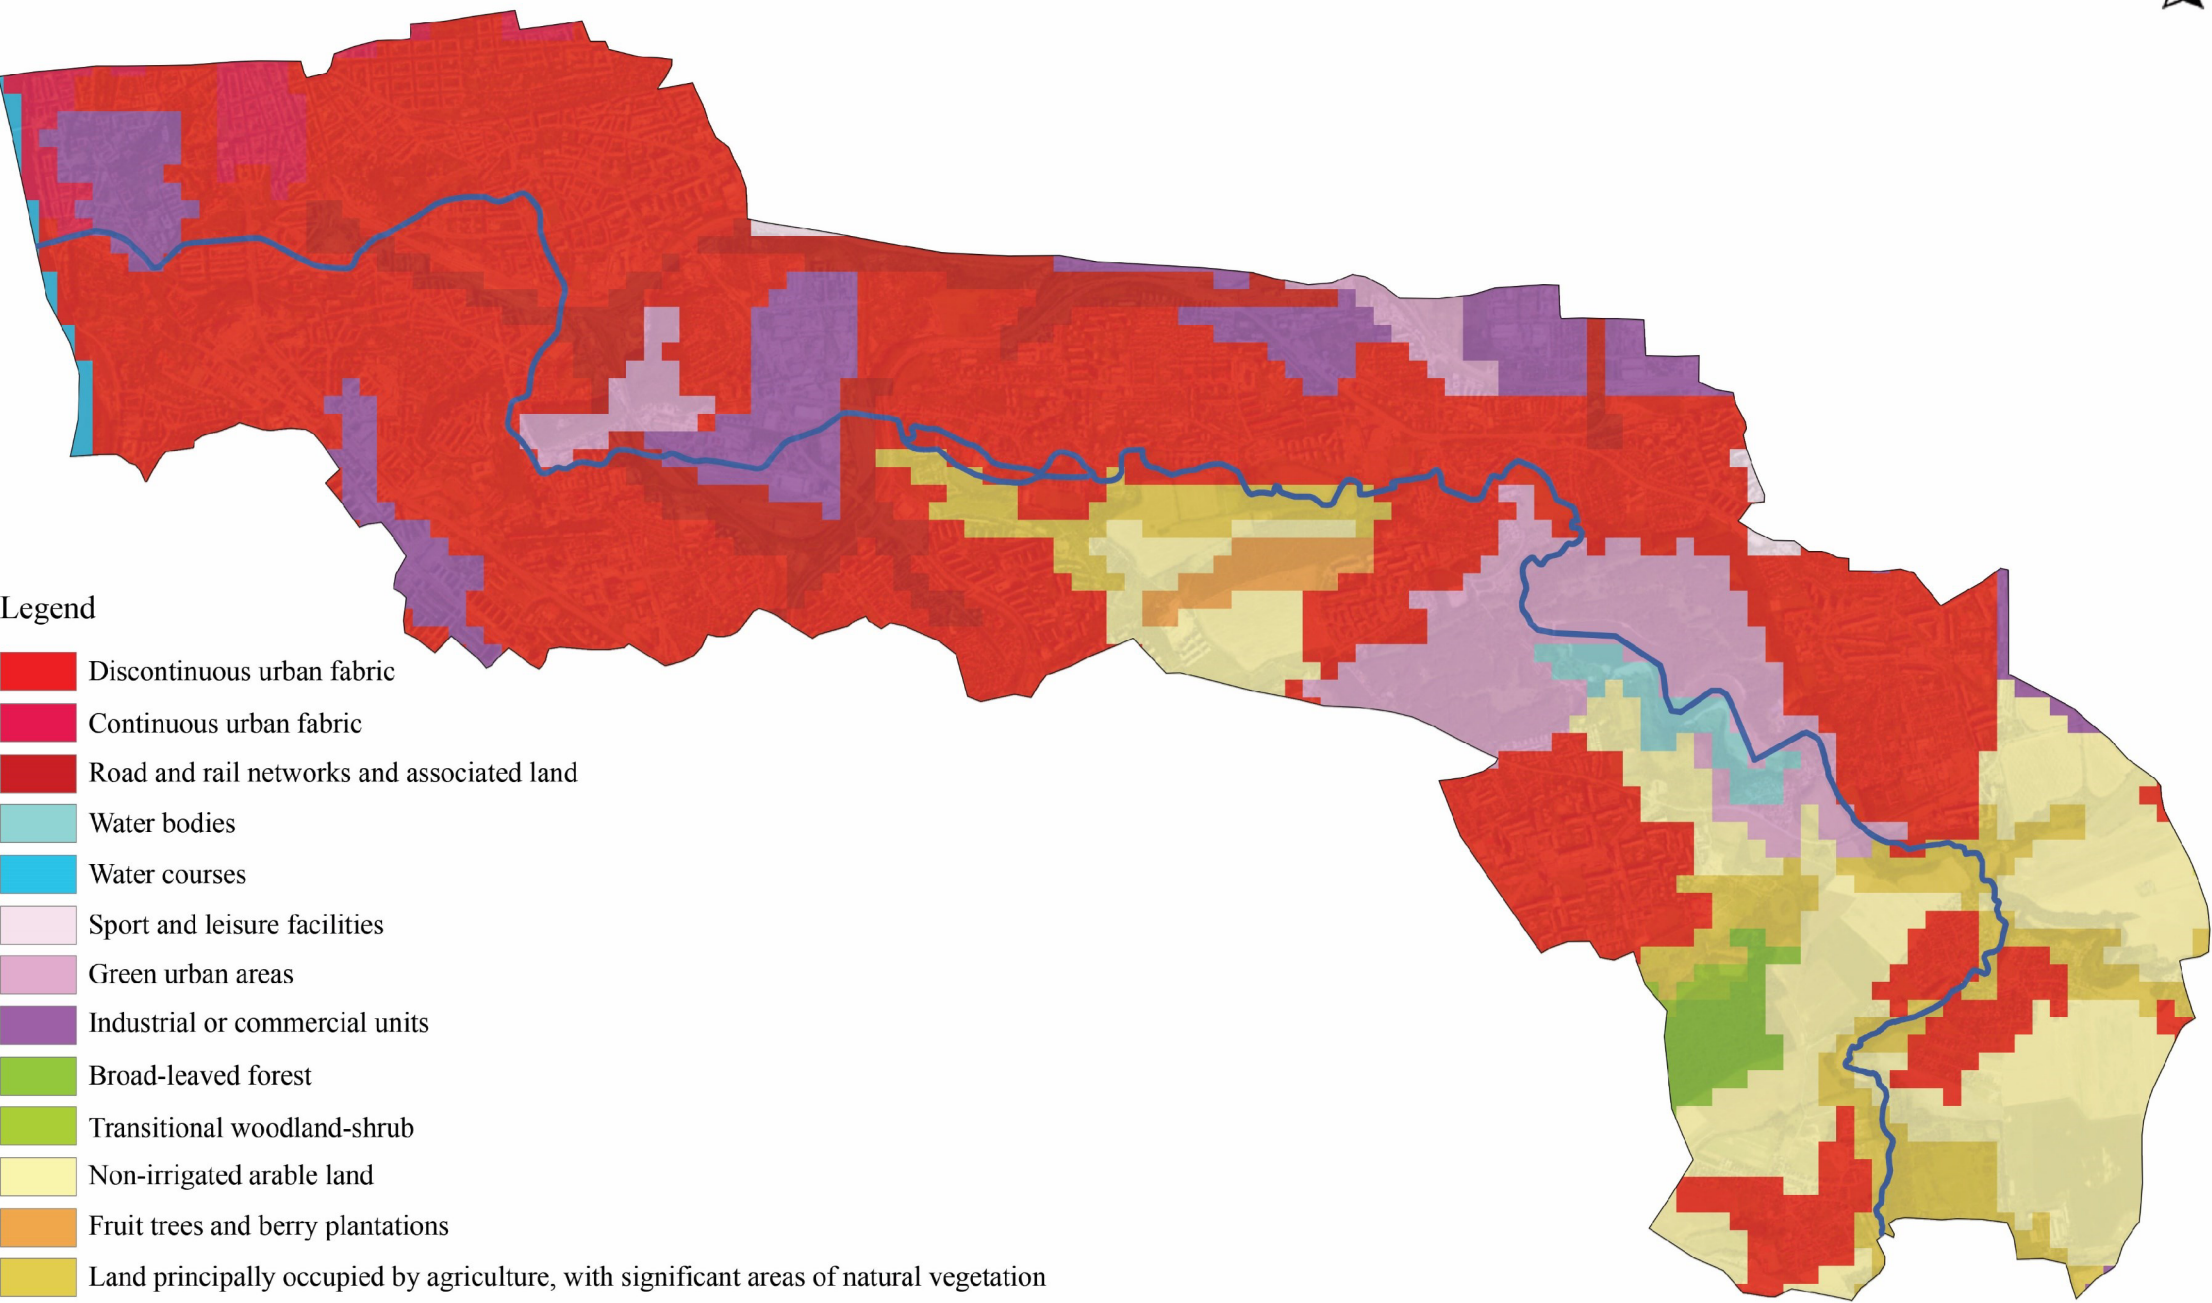 Legend
Discontinuous urban fabric
Continuous urban fabric
Road and rail networks and associated land
Water bodies
Water courses
Sport and leisure facilities
Green urban areas
Industrial or commercial units
Broad-leaved forest
Transitional woodland-shrub
Non-irrigated arable land
Fruit trees and berry plantations
Land principally occupied by agriculture, with significant areas of natural vegetation